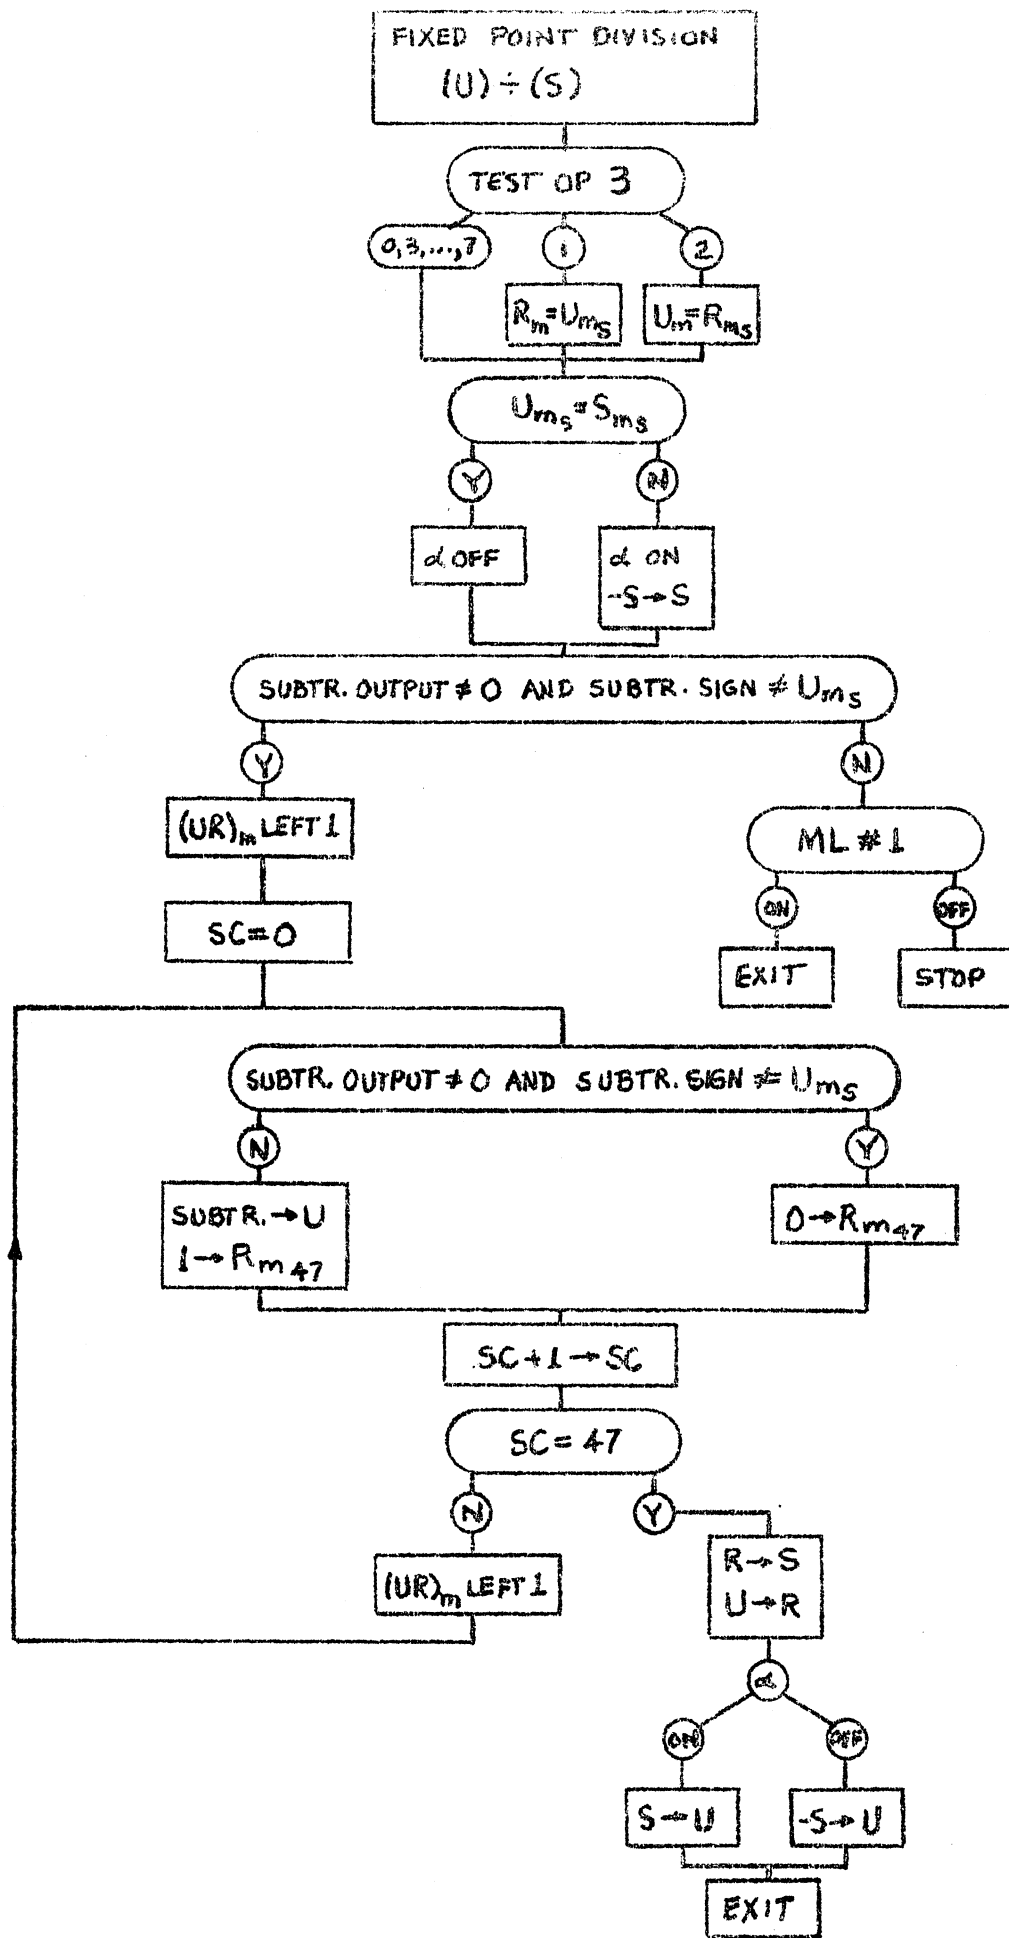 FIXED POINT DIVISION
(U) ÷ (S)
TEST OP 3
0,3,...,7
1
2
Rm=Ums
Um=Rms
Ums=Sms
Y
N
α OFF
α ON
-S→S
SUBTR. OUTPUT ≠ 0 AND SUBTR. SIGN ≠ Ums
Y
N
(UR)m LEFT 1
ML #1
SC=0
ON
OFF
EXIT
STOP
SUBTR. OUTPUT ≠ 0 AND SUBTR. SIGN ≠ Ums
N
Y
SUBTR.→U
1→Rm47
0→Rm47
SC+1→SC
SC=47
N
Y
(UR)m LEFT 1
R→S
U→R
α
ON
OFF
S→U
-S→U
EXIT